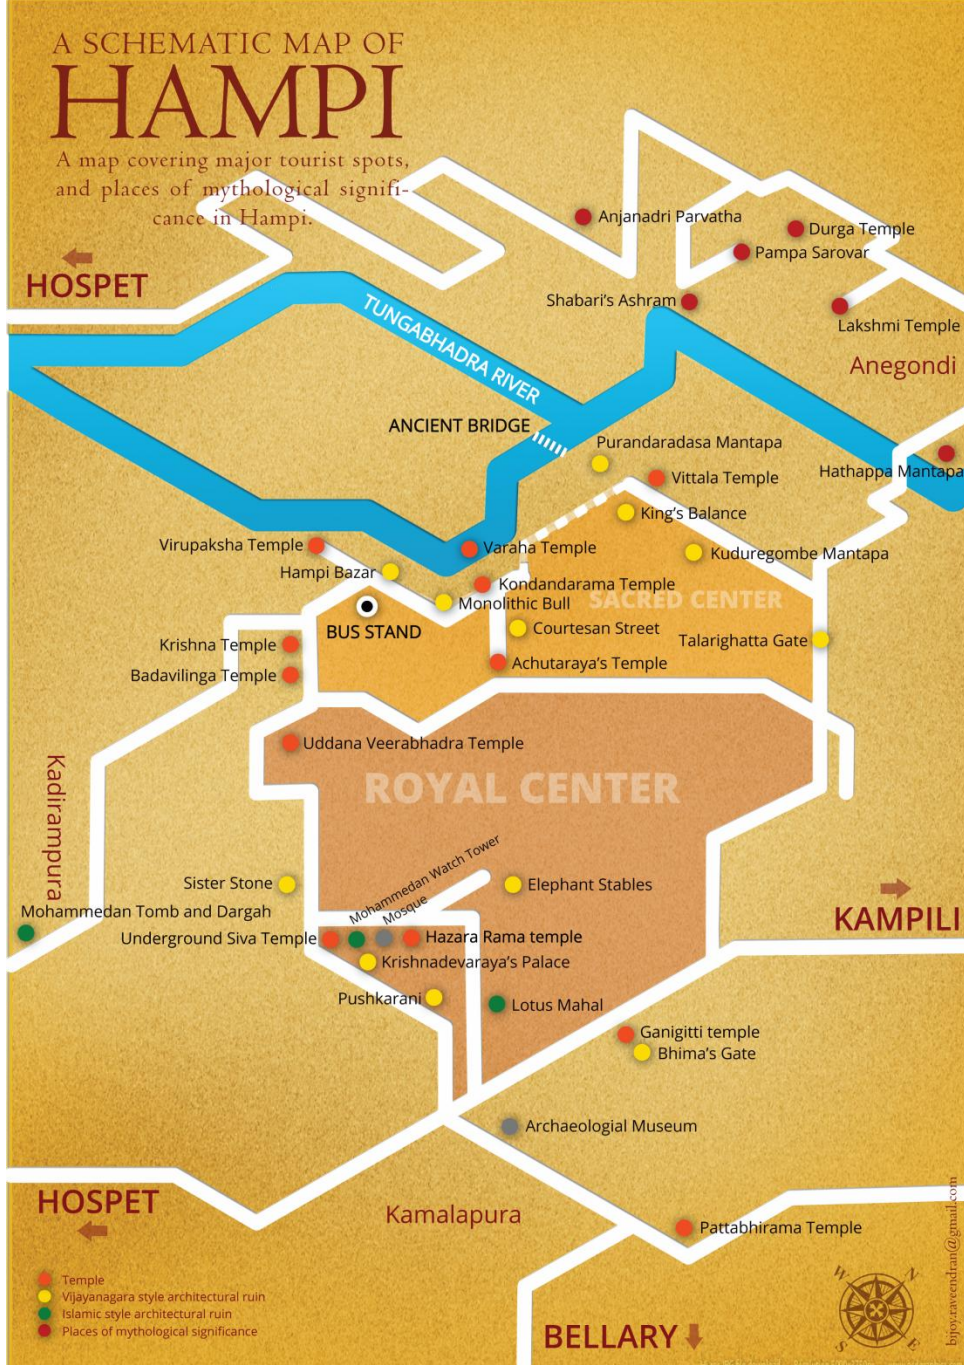 A SCHEMATIC MAP OF
HAMPI
A map covering major tourist spots,
and places of mythological signifi-
cance in Hampi.
HOSPET
Anjanadri Parvatha
Durga Temple
Pampa Sarovar
Shabari's Ashram
Lakshmi Temple
Anegondi
TUNGABHADRA RIVER
ANCIENT BRIDGE
Purandaradasa Mantapa
Hathappa Mantapa
Vittala Temple
King's Balance
Virupaksha Temple
Varaha Temple
Kuduregombe Mantapa
Hampi Bazar
Kondandarama Temple
Monolithic Bull
SACRED CENTER
BUS STAND
Courtesan Street
Talarighatta Gate
Krishna Temple
Achutaraya's Temple
Badavilinga Temple
Uddana Veerabhadra Temple
ROYAL CENTER
Kadirampura
Mohammedan Watch Tower
Mosque
Sister Stone
Elephant Stables
Mohammedan Tomb and Dargah
KAMPILI
Underground Siva Temple
Hazara Rama temple
Krishnadevaraya's Palace
Pushkarani
Lotus Mahal
Ganigitti temple
Bhima's Gate
Archaeologial Museum
HOSPET
Kamalapura
Pattabhirama Temple
bijoy.raveendran@gmail.com
Temple
Vijayanagara style architectural ruin
Islamic style architectural ruin
Places of mythological significance
W
N
S
E
BELLARY